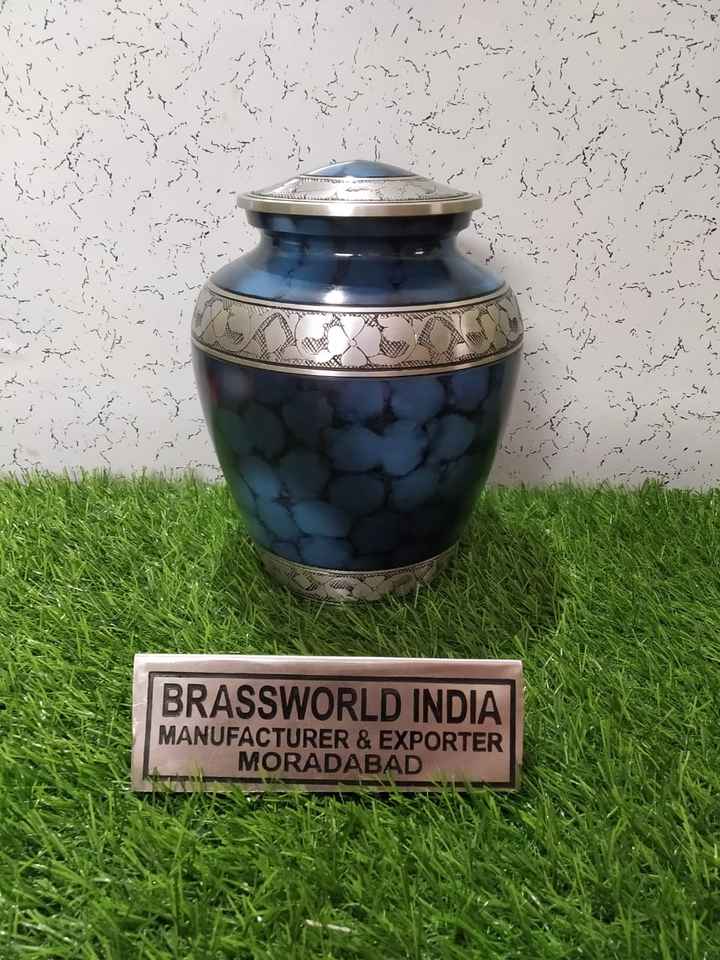 BRASSWORLD INDIA
MANUFACTURER & EXPORTER
MORADABAD